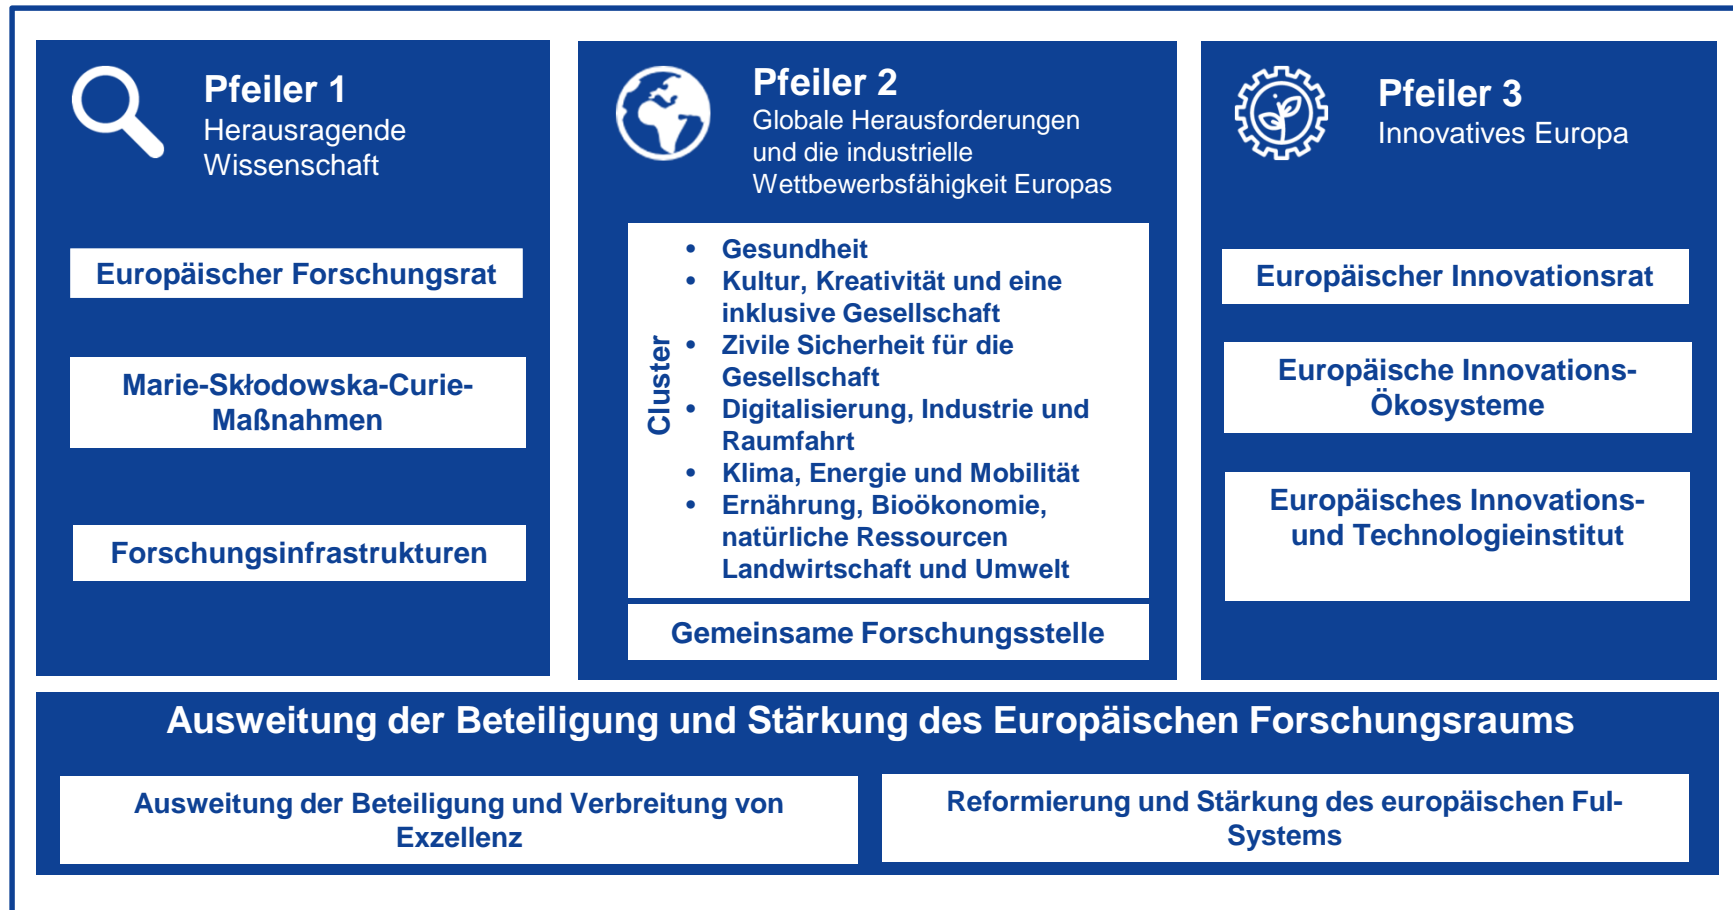 Pfeiler 1
Herausragende
Wissenschaft
Europäischer Forschungsrat
Marie-Skłodowska-Curie-
Maßnahmen
Forschungsinfrastrukturen
Pfeiler 2
Globale Herausforderungen
und die industrielle
Wettbewerbsfähigkeit Europas
Cluster
• Gesundheit
• Kultur, Kreativität und eine
inklusive Gesellschaft
• Zivile Sicherheit für die
Gesellschaft
• Digitalisierung, Industrie und
Raumfahrt
• Klima, Energie und Mobilität
• Ernährung, Bioökonomie,
natürliche Ressourcen
Landwirtschaft und Umwelt
Gemeinsame Forschungsstelle
Pfeiler 3
Innovatives Europa
Europäischer Innovationsrat
Europäische Innovations-
Ökosysteme
Europäisches Innovations-
und Technologieinstitut
Ausweitung der Beteiligung und Stärkung des Europäischen Forschungsraums
Ausweitung der Beteiligung und Verbreitung von
Exzellenz
Reformierung und Stärkung des europäischen FuI-
Systems